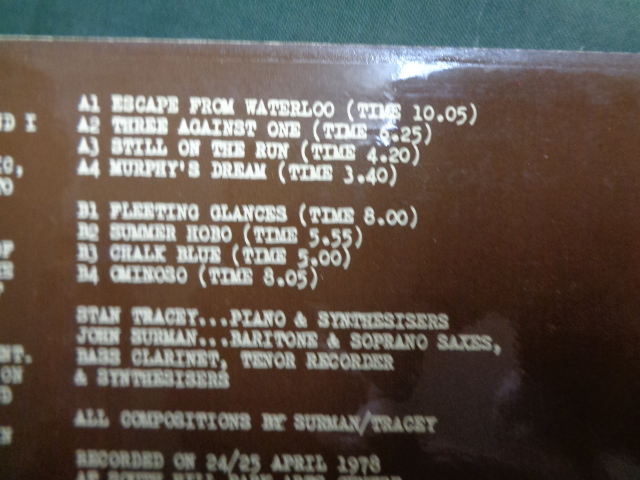 A1 ESCAPE FROM WATERLOO (TIME 10.05)
A2 THREE AGAINST ONE (TIME 6.25)
A3 STILL ON THE RUN (TIME 4.20)
A4 MURPHY'S DREAM (TIME 3.40)
B1 FLEETING GLANCES (TIME 8.00)
B2 SUMMER HOBO (TIME 5.55)
B3 CHALK BLUE (TIME 5.00)
B4 OMINOSO (TIME 8.05)
STAN TRACEY...PIANO & SYNTHESISERS
JOHN SURMAN...BARITONE & SOPRANO SAXES,
BASS CLARINET, TENOR RECORDER
& SYNTHESISERS
ALL COMPOSITIONS BY SURMAN/TRACEY
RECORDED ON 24/25 APRIL 1978